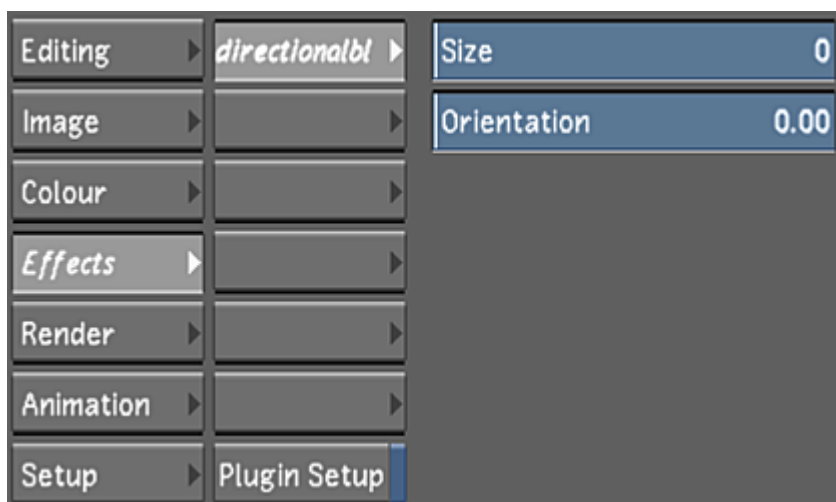 Editing directionalbl Size 0
Image Orientation 0.00
Colour
Effects
Render
Animation
Setup Plugin Setup